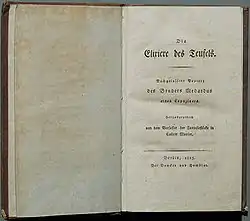 Die
Elixiere des Teufels.
Nachgelassene Papiere
des Bruders Medardus
eines Capuziners.
Herausgegeben
von dem Verfasser der Fantasiestücke in
Callots Manier.
Berlin, 1815.
Bei Duncker und Humblot.